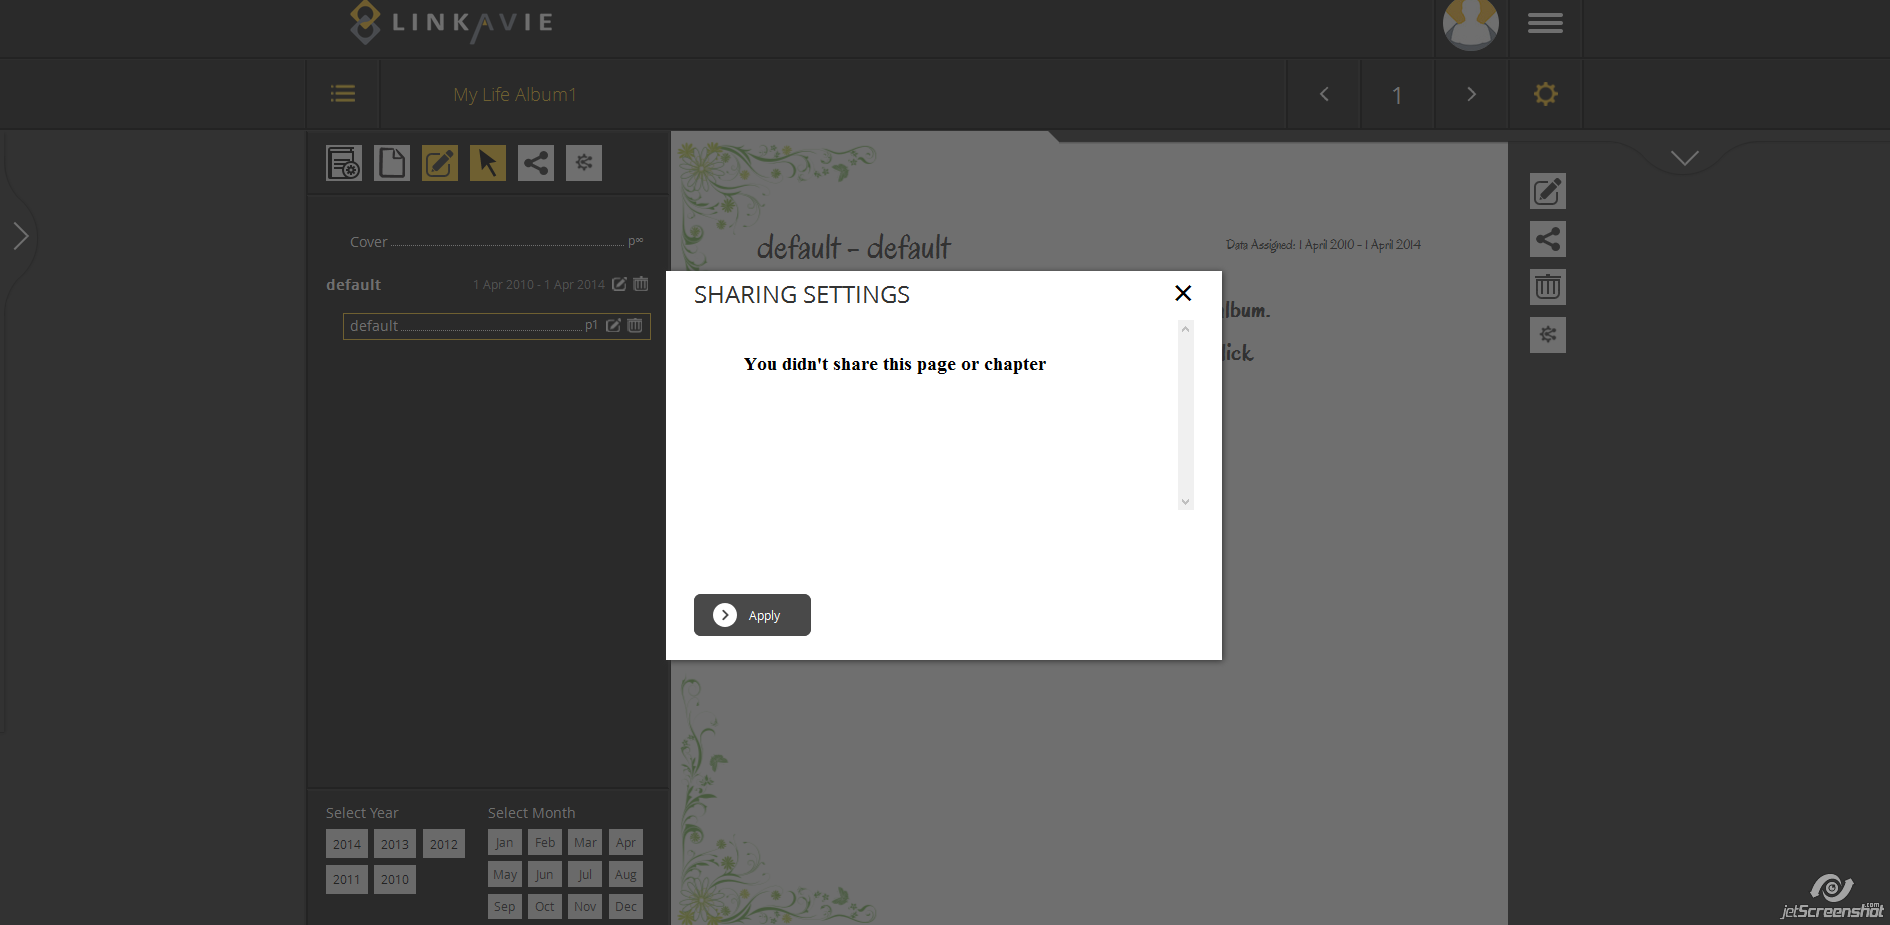 LINKAVIE
My Life Album1
1
default - default
Data Assigned: 1 April 2010 - 1 April 2014
Cover p∞
default 1 Apr 2010 - 1 Apr 2014
default p1
SHARING SETTINGS
lbum.
lick
You didn't share this page or chapter
Apply
Select Year
2014 2013 2012
2011 2010
Select Month
Jan Feb Mar Apr
May Jun Jul Aug
Sep Oct Nov Dec
jetScreenshot.com